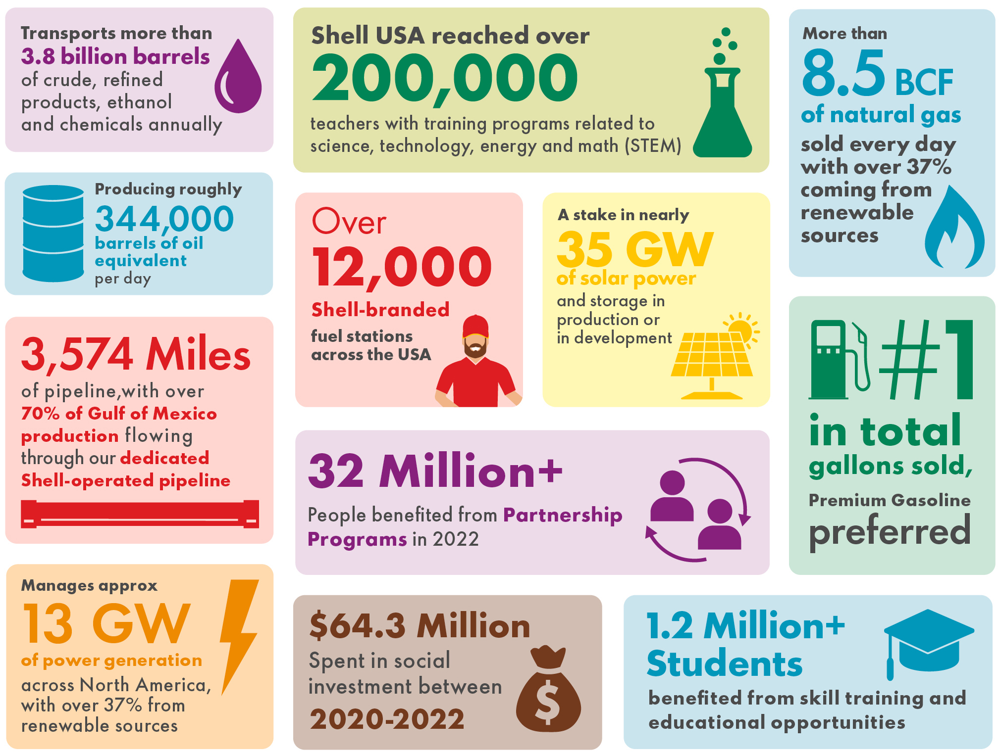 Transports more than
3.8 billion barrels
of crude, refined
products, ethanol
and chemicals annually
Producing roughly
344,000
barrels of oil
equivalent
per day
3,574 Miles
of pipeline,with over
70% of Gulf of Mexico
production flowing
through our dedicated
Shell-operated pipeline
Manages approx
13 GW
of power generation
across North America,
with over 37% from
renewable sources
Shell USA reached over
200,000
teachers with training programs related to
science, technology, energy and math (STEM)
Over
12,000
Shell-branded
fuel stations
across the USA
A stake in nearly
35 GW
of solar power
and storage in
production or
in development
32 Million+
People benefited from Partnership
Programs in 2022
$64.3 Million
Spent in social
investment between
2020-2022
$
More than
8.5 BCF
of natural gas
sold every day
with over 37%
coming from
renewable
sources
#1
in total
gallons sold,
Premium Gasoline
preferred
1.2 Million+
Students
benefited from skill training and
educational opportunities